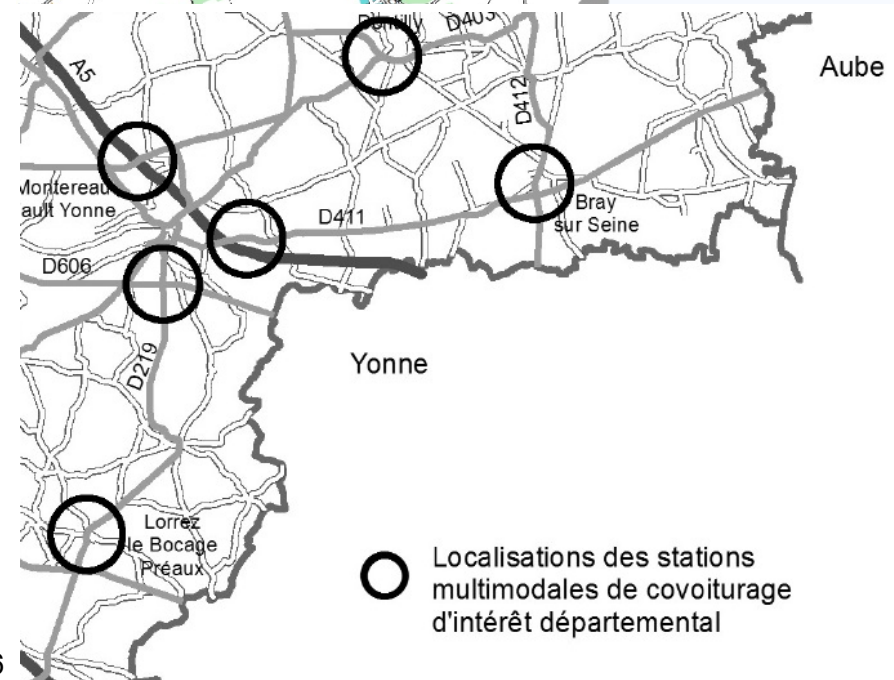 D403
Aube
A5
D412
Montereau
ault Yonne
Bray
sur Seine
D411
D606
Yonne
D219
Lorrez
le Bocage
Préaux
Localisations des stations
multimodales de covoiturage
d'intérêt départemental